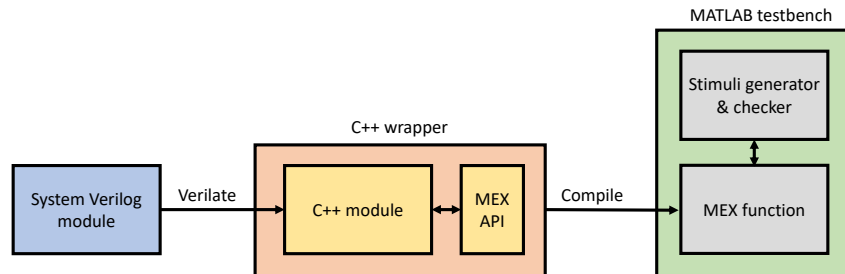 MATLAB testbench
Stimuli generator
& checker
C++ wrapper
System Verilog
module
Verilate
C++ module
MEX
API
Compile
MEX function